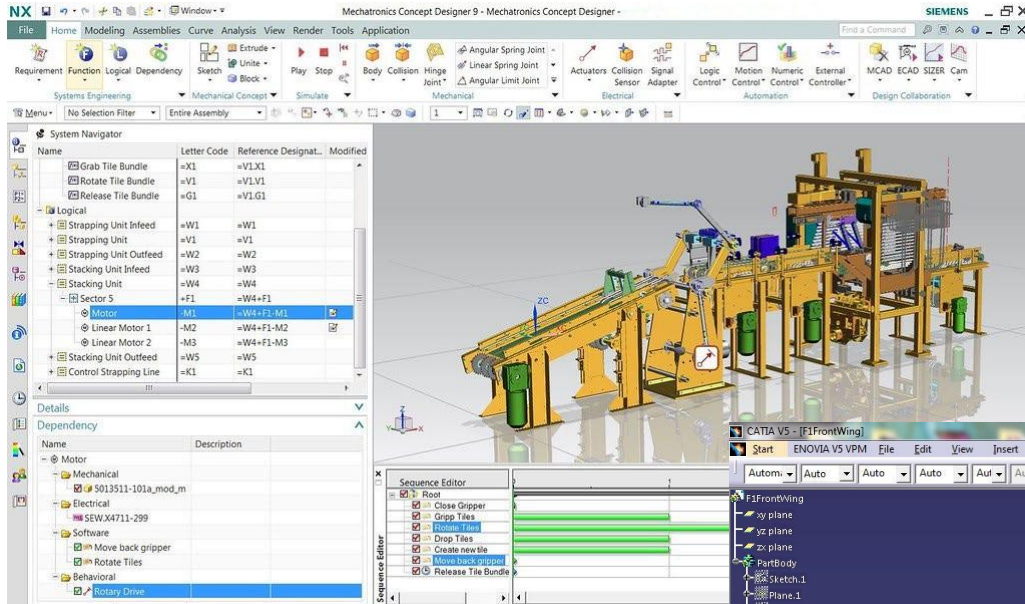 NX Window Mechatronics Concept Designer 9 - Mechatronics Concept Designer - SIEMENS
File Home Modeling Assemblies Curve Analysis View Render Tools Application Find a Command
Requirement Function Logical Dependency Sketch Extrude Unite Block Play Stop Body Collision Hinge Joint Angular Spring Joint Linear Spring Joint Angular Limit Joint Actuators Collision Sensor Signal Adapter Logic Control Motion Control Numeric Control External Controller MCAD ECAD SIZER Cam
Systems Engineering Mechanical Concept Simulate Mechanical Electrical Automation Design Collaboration
Menu No Selection Filter Entire Assembly 1
System Navigator
Name Letter Code Reference Designat... Modified
Grab Tile Bundle =X1 =V1.X1
Rotate Tile Bundle =V1 =V1.V1
Release Tile Bundle =G1 =V1.G1
Logical
Strapping Unit Infeed =W1 =W1
Strapping Unit =V1 =V1
Strapping Unit Outfeed =W2 =W2
Stacking Unit Infeed =W3 =W3
Stacking Unit =W4 =W4
Sector 5 +F1 =W4+F1
Motor -M1 =W4+F1-M1
Linear Motor 1 -M2 =W4+F1-M2
Linear Motor 2 -M3 =W4+F1-M3
Stacking Unit Outfeed =W5 =W5
Control Strapping Line =K1 =K1
Details
Dependency
Name Description
Motor
Mechanical
S013511-101a_mod_m
Electrical
SEW.X4711-299
Software
Move back gripper
Rotate Tiles
Behavioral
Rotary Drive
ZC
Z
Y X
Sequence Editor
Sequence Editor
Root
Close Gripper
Gripp Tiles
Rotate Tiles
Drop Tiles
Create new tile
Move back gripper
Release Tile Bundle
CATIA V5 - [F1FrontWing]
Start ENOVIA V5 VPM File Edit View Insert
Autom Auto Auto Auto Aut A
F1FrontWing
xy plane
yz plane
zx plane
PartBody
Sketch.1
Plane.1